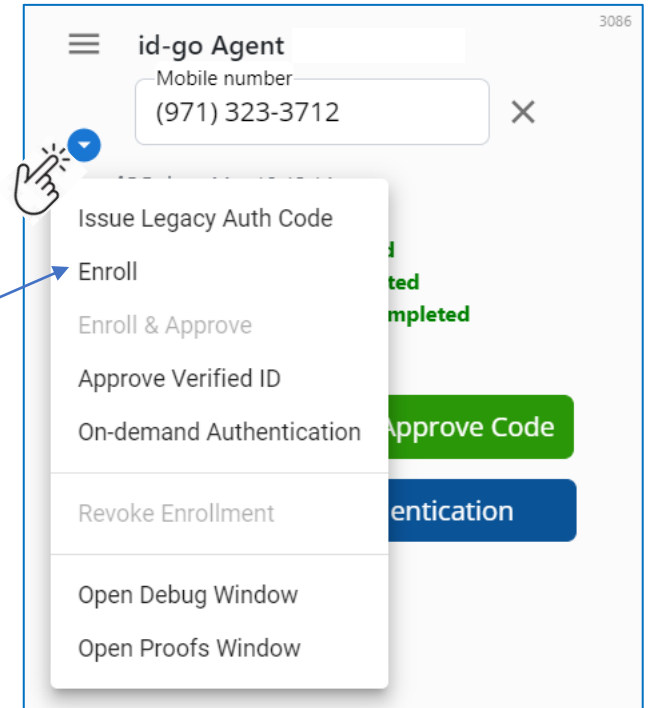 3086
id-go Agent
Mobile number
(971) 323-3712
Issue Legacy Auth Code
Enroll
Enroll & Approve
Approve Verified ID
On-demand Authentication
Approve Code
Revoke Enrollment
entication
Open Debug Window
Open Proofs Window